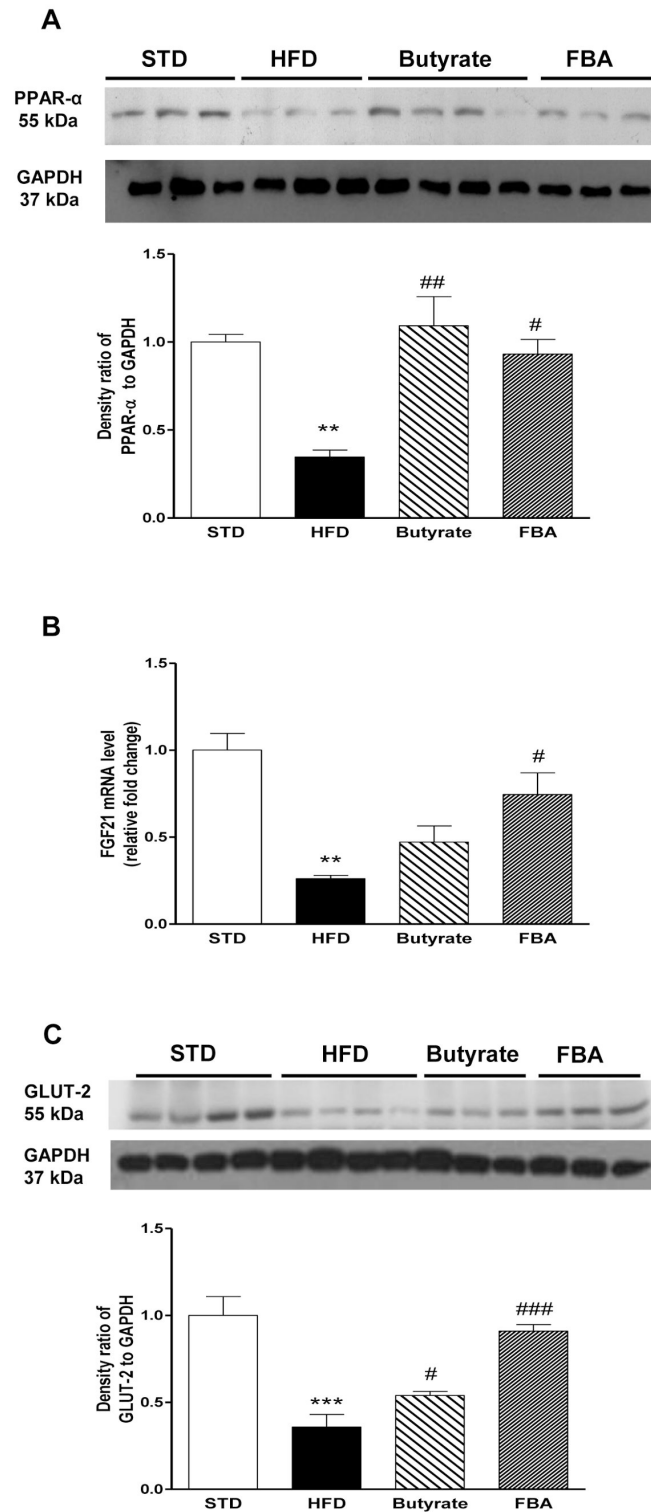 A
STD HFD Butyrate FBA
PPAR-α
55 kDa
GAPDH
37 kDa
Density ratio of
PPAR-α to GAPDH
1.5
1.0
0.5
0.0
**
##
#
STD HFD Butyrate FBA
B
FGF21 mRNA level
(relative fold change)
1.5
1.0
0.5
0.0
**
#
STD HFD Butyrate FBA
C
STD HFD Butyrate FBA
GLUT-2
55 kDa
GAPDH
37 kDa
Density ratio of
GLUT-2 to GAPDH
1.5
1.0
0.5
0.0
***
#
###
STD HFD Butyrate FBA